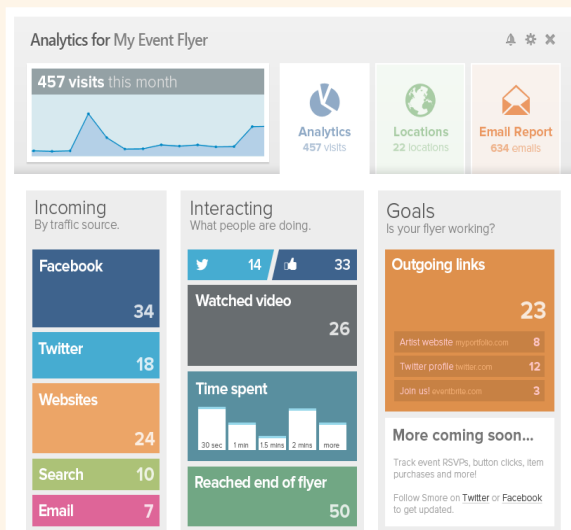 Analytics for My Event Flyer
457 visits this month
Analytics
457 visits
Locations
22 locations
Email Report
634 emails
Incoming
By traffic source.
Facebook
34
Twitter
18
Websites
24
Search 10
Email 7
Interacting
What people are doing.
14 33
Watched video
26
Time spent
30 sec 1 min 1.5 mins 2 mins more
Reached end of flyer
50
Goals
Is your flyer working?
Outgoing links
23
Artist website myportfolio.com 8
Twitter profile twitter.com 12
Join us! eventbrite.com 3
More coming soon...
Track event RSVPs, button clicks, item
purchases and more!
Follow Smore on Twitter or Facebook
to get updated.